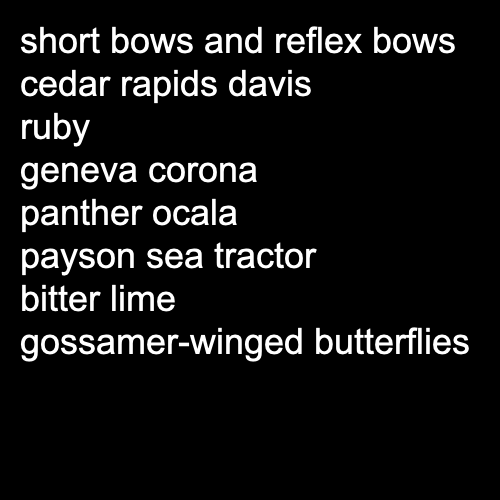 short bows and reflex bows
cedar rapids davis
ruby
geneva corona
panther ocala
payson sea tractor
bitter lime
gossamer-winged butterflies